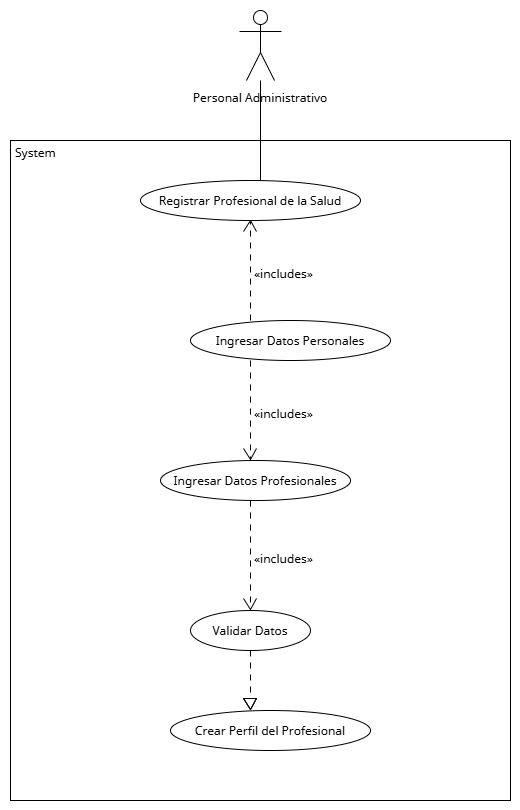 Personal Administrativo
System
Registrar Profesional de la Salud
«includes»
Ingresar Datos Personales
«includes»
Ingresar Datos Profesionales
«includes»
Validar Datos
Crear Perfil del Profesional